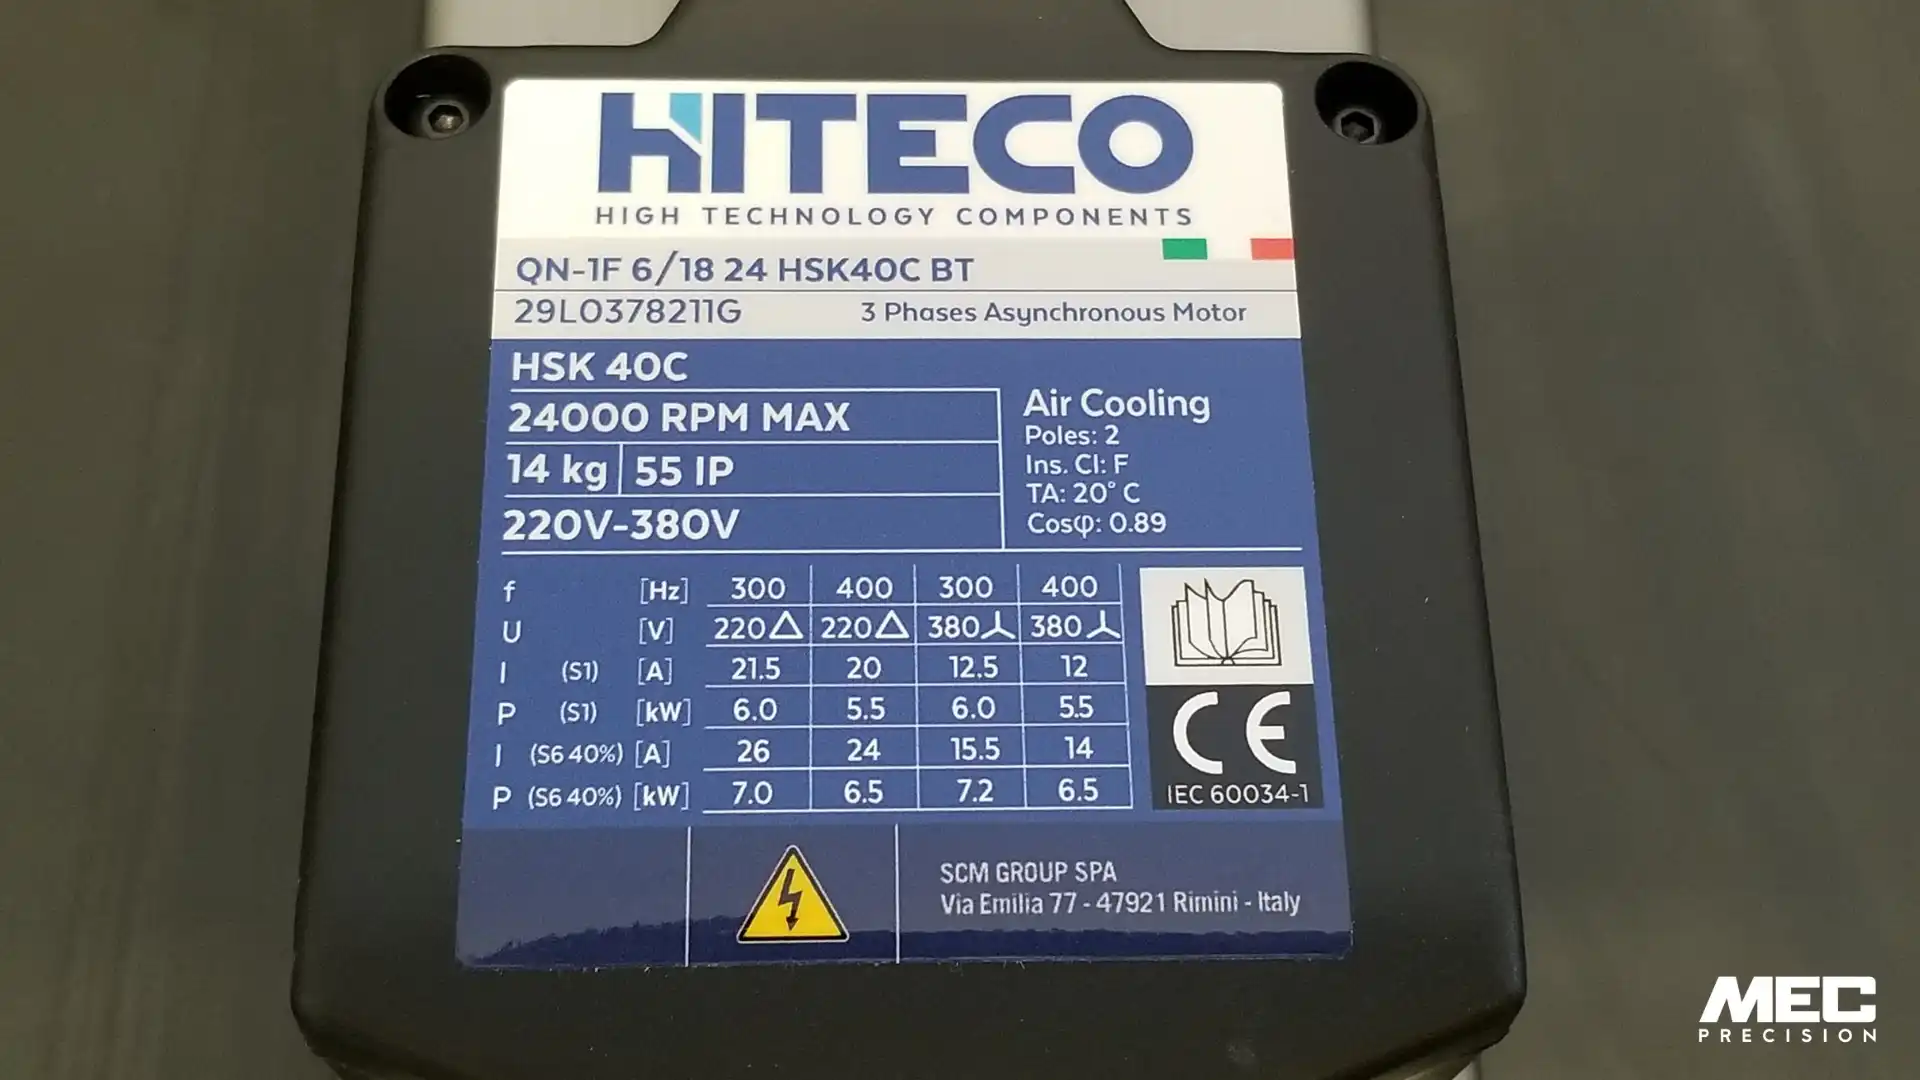 HITECO
HIGH TECHNOLOGY COMPONENTS
QN-1F 6/18 24 HSK40C BT
29L0378211G 3 Phases Asynchronous Motor
HSK 40C
24000 RPM MAX
14 kg 55 IP
220V-380V
Air Cooling
Poles: 2
Ins. Cl: F
TA: 20° C
Cosφ: 0.89
f [Hz] 300 400 300 400
U [V] 220 220 380 380
I (S1) [A] 21.5 20 12.5 12
P (S1) [kW] 6.0 5.5 6.0 5.5
I (S6 40%) [A] 26 24 15.5 14
P (S6 40%) [kW] 7.0 6.5 7.2 6.5
CE
IEC 60034-1
SCM GROUP SPA
Via Emilia 77 - 47921 Rimini - Italy
MEC
PRECISION